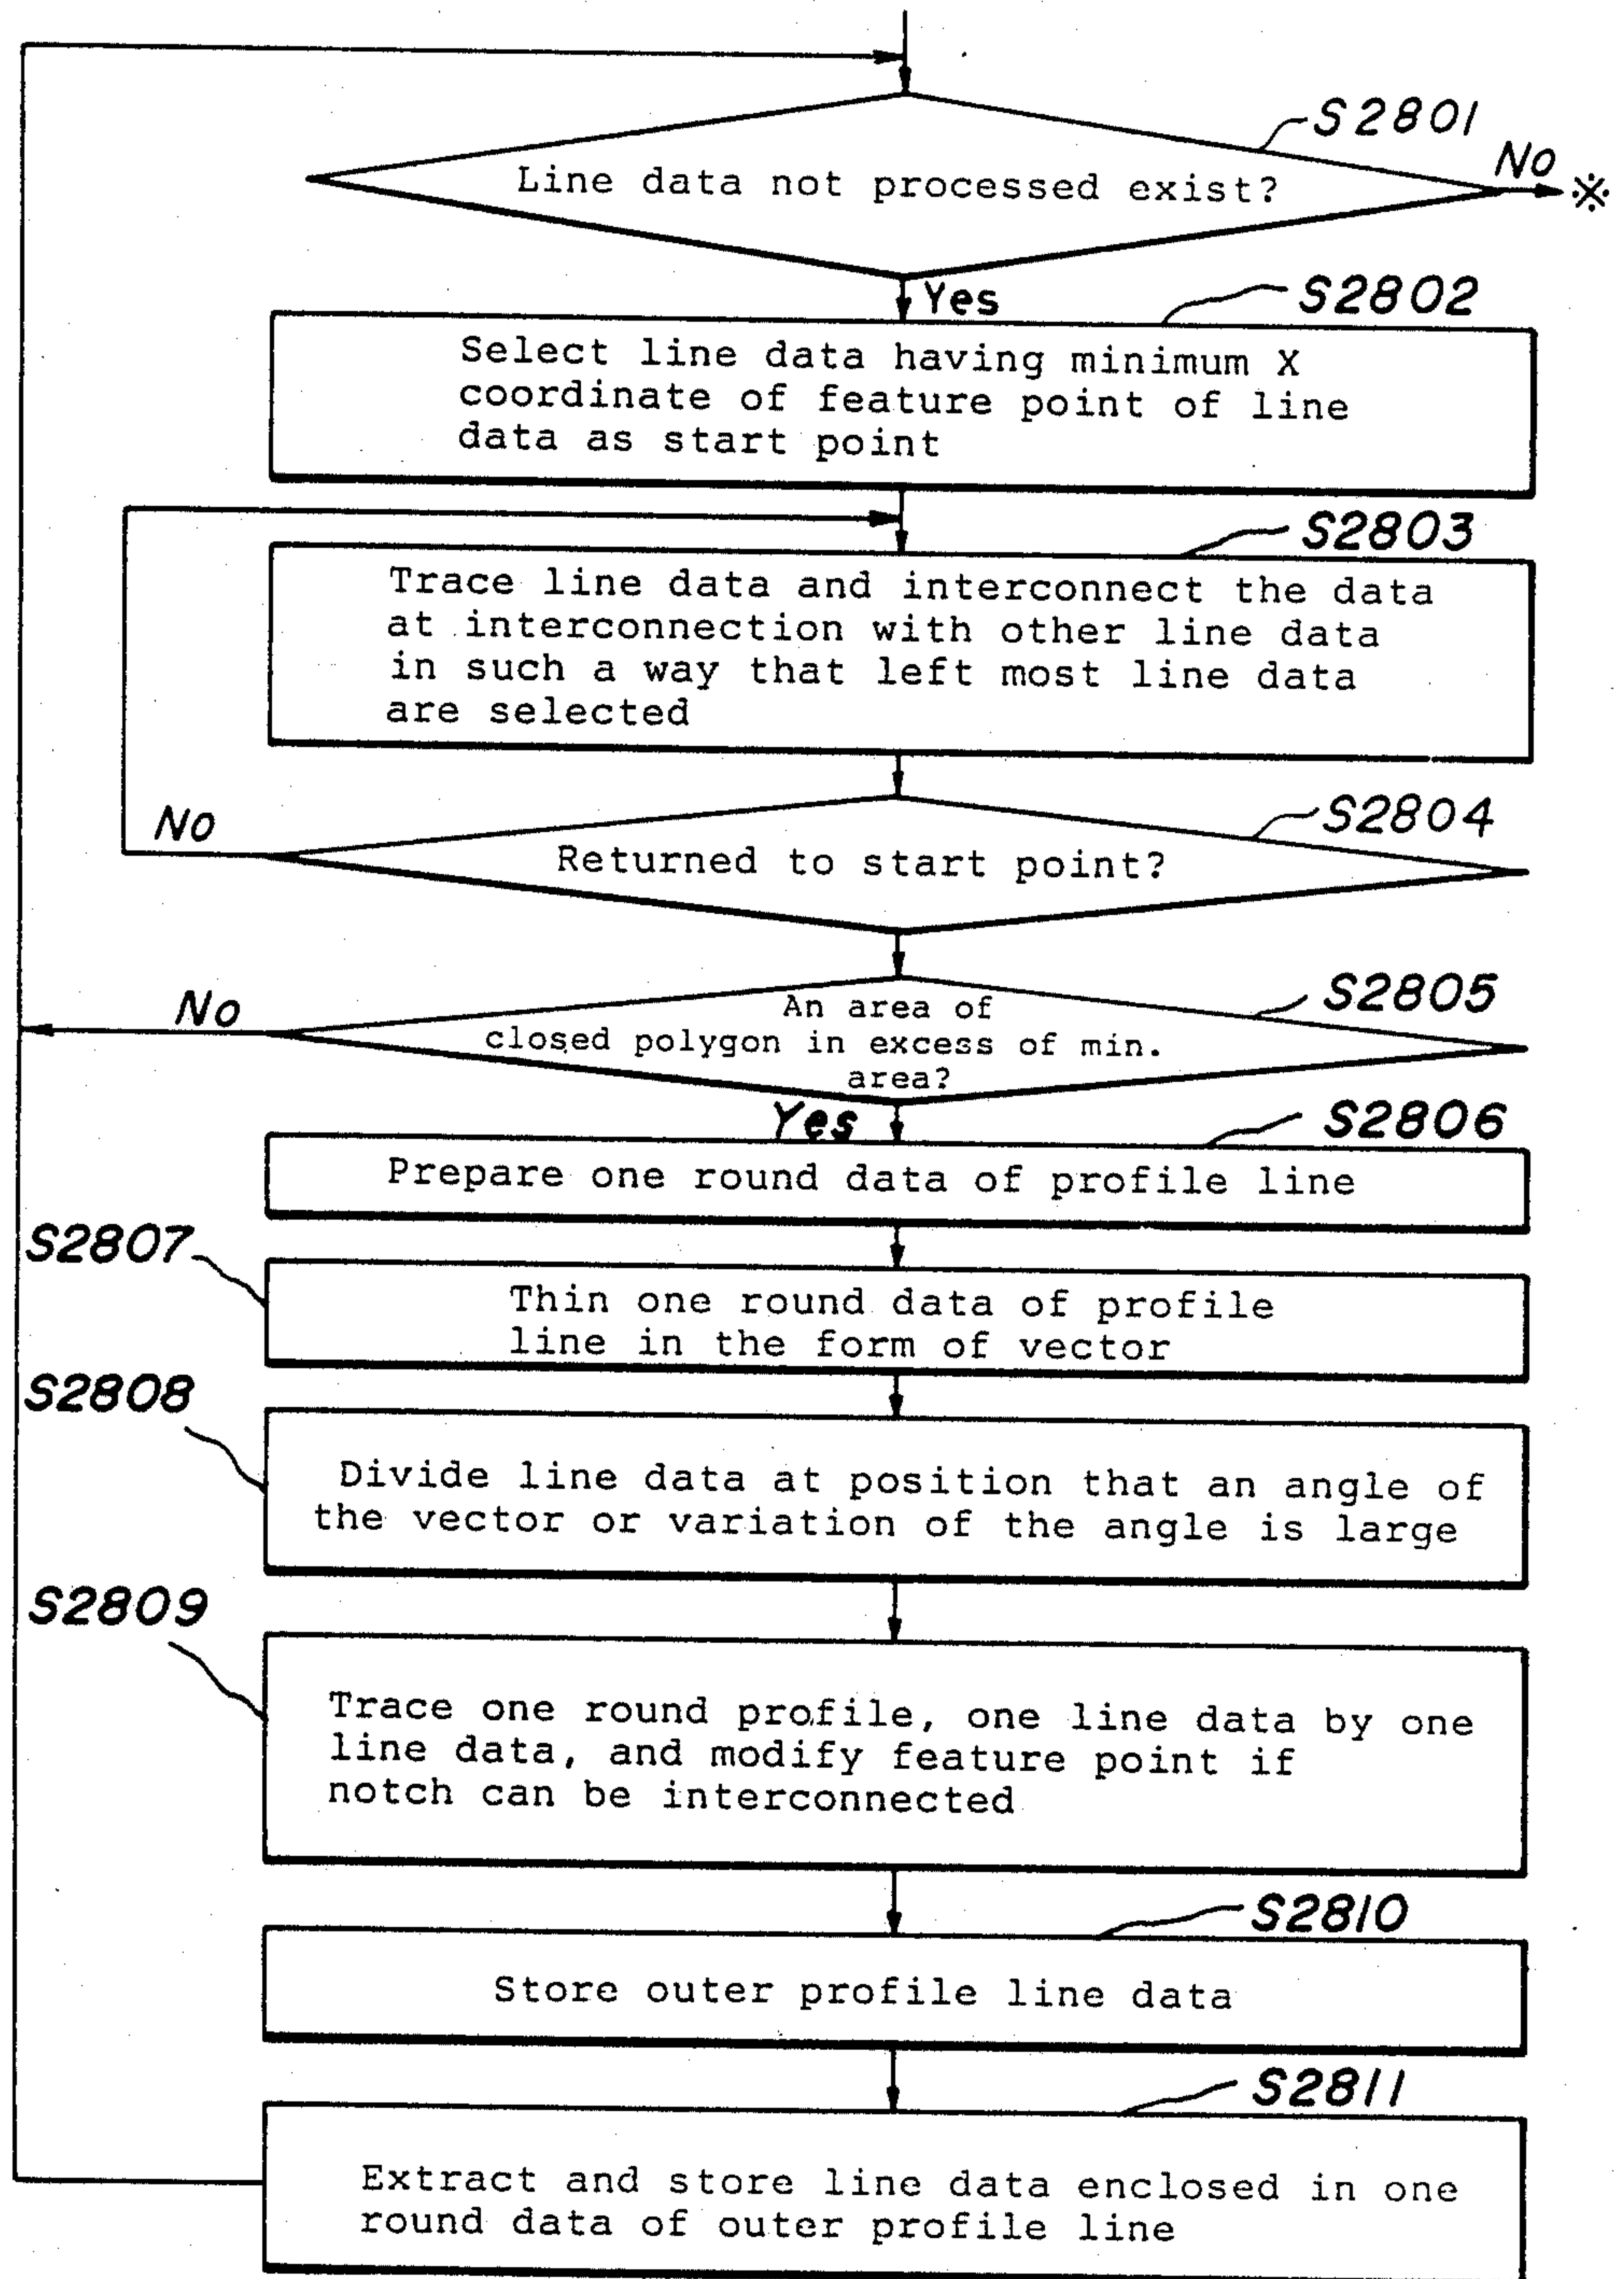 S2801
Line data not processed exist?
No
※
Yes
S2802
Select line data having minimum X
coordinate of feature point of line
data as start point
S2803
Trace line data and interconnect the data
at interconnection with other line data
in such a way that left most line data
are selected
S2804
No
Returned to start point?
S2805
No
An area of
closed polygon in excess of min.
area?
Yes
S2806
Prepare one round data of profile line
S2807
Thin one round data of profile
line in the form of vector
S2808
Divide line data at position that an angle of
the vector or variation of the angle is large
S2809
Trace one round profile, one line data by one
line data, and modify feature point if
notch can be interconnected
S2810
Store outer profile line data
S2811
Extract and store line data enclosed in one
round data of outer profile line